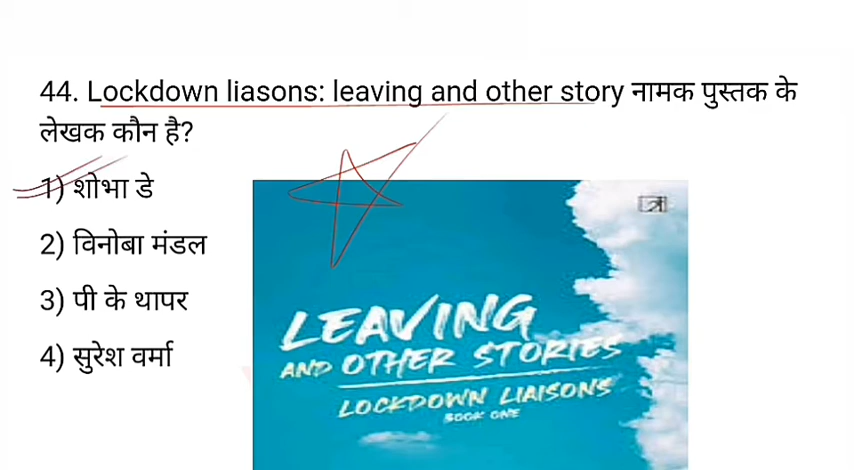 44. Lockdown liasons: leaving and other story नामक पुस्तक के
लेखक कौन है?
1) शोभा डे
2) विनोबा मंडल
3) पी के थापर
4) सुरेश वर्मा
LEAVING
AND OTHER STORIES
LOCKDOWN LIAISONS
BOOK ONE